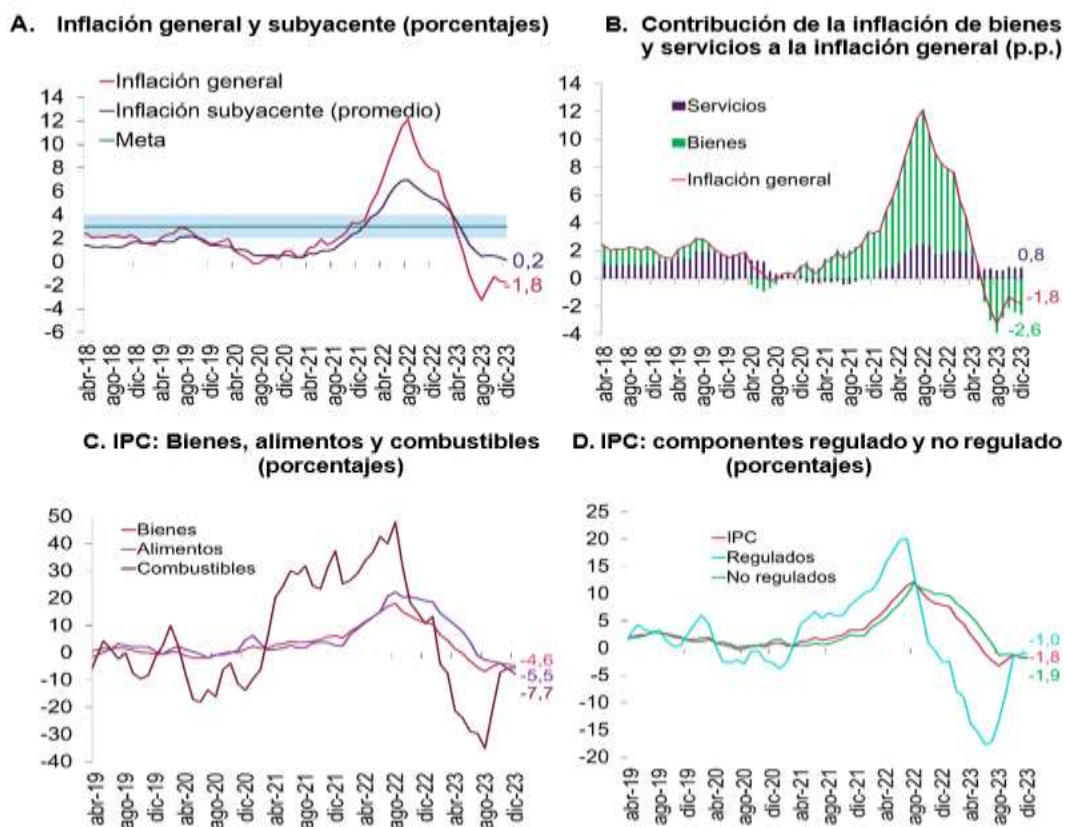 A. Inflación general y subyacente (porcentajes)
Inflación general
Inflación subyacente (promedio)
Meta
14
12
10
8
6
4
2
0
-2
-4
-6
0,2
-1,8
abr-18
ago-18
dic-18
abr-19
ago-19
dic-19
abr-20
ago-20
dic-20
abr-21
ago-21
dic-21
abr-22
ago-22
dic-22
abr-23
ago-23
dic-23
B. Contribución de la inflación de bienes
y servicios a la inflación general (p.p.)
Servicios
Bienes
Inflación general
14
12
10
8
6
4
2
0
-2
-4
0,8
-1,8
-2,6
abr-18
ago-18
dic-18
abr-19
ago-19
dic-19
abr-20
ago-20
dic-20
abr-21
ago-21
dic-21
abr-22
ago-22
dic-22
abr-23
ago-23
dic-23
C. IPC: Bienes, alimentos y combustibles
(porcentajes)
Bienes
Alimentos
Combustibles
50
40
30
20
10
0
-10
-20
-30
-40
-4,6
-5,5
-7,7
abr-19
ago-19
dic-19
abr-20
ago-20
dic-20
abr-21
ago-21
dic-21
abr-22
ago-22
dic-22
abr-23
ago-23
dic-23
D. IPC: componentes regulado y no regulado
(porcentajes)
IPC
Regulados
No regulados
25
20
15
10
5
0
-5
-10
-15
-20
-1,0
-1,8
-1,9
abr-19
ago-19
dic-19
abr-20
ago-20
dic-20
abr-21
ago-21
dic-21
abr-22
ago-22
dic-22
abr-23
ago-23
dic-23